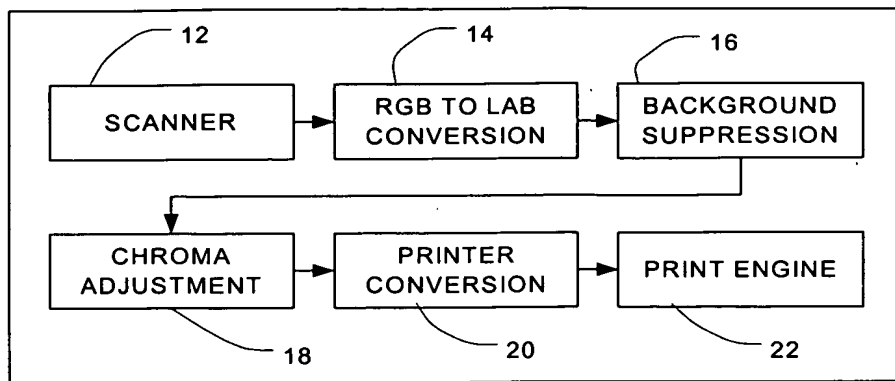 12
14
16
SCANNER
RGB TO LAB
CONVERSION
BACKGROUND
SUPPRESSION
CHROMA
ADJUSTMENT
PRINTER
CONVERSION
PRINT ENGINE
18
20
22